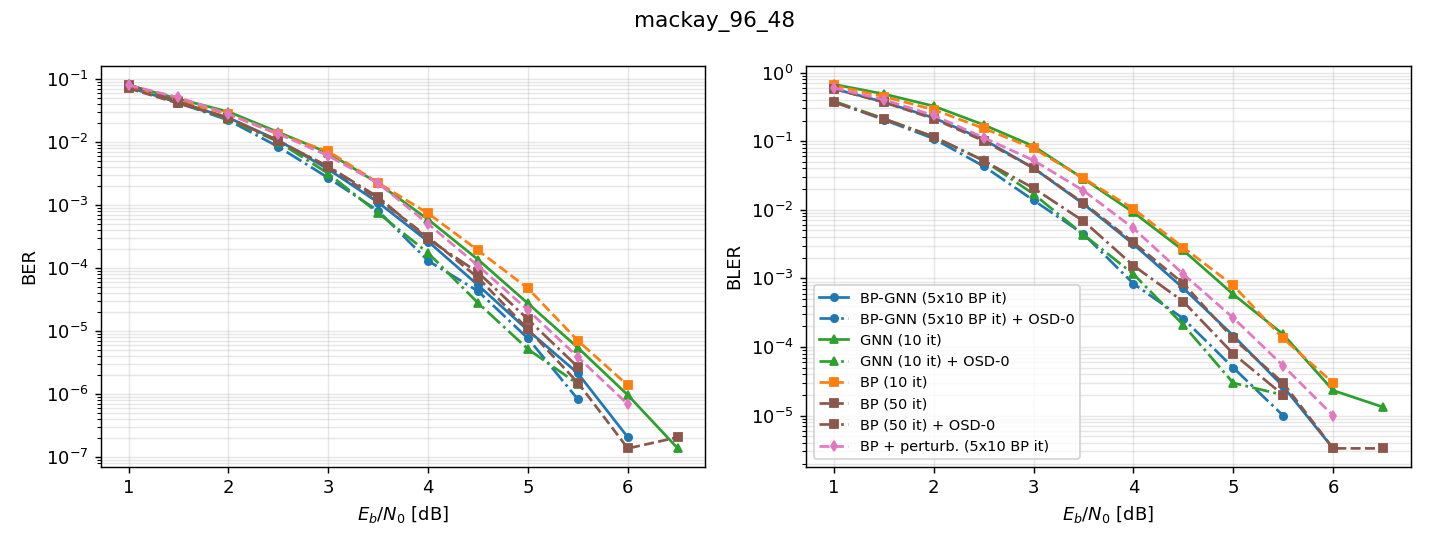 mackay_96_48
10⁻¹
10⁻²
10⁻³
10⁻⁴
10⁻⁵
10⁻⁶
10⁻⁷
BER
1 2 3 4 5 6
E_b/N_0 [dB]
10⁰
10⁻¹
10⁻²
10⁻³
10⁻⁴
10⁻⁵
BLER
BP-GNN (5x10 BP it)
BP-GNN (5x10 BP it) + OSD-0
GNN (10 it)
GNN (10 it) + OSD-0
BP (10 it)
BP (50 it)
BP (50 it) + OSD-0
BP + perturb. (5x10 BP it)
1 2 3 4 5 6
E_b/N_0 [dB]